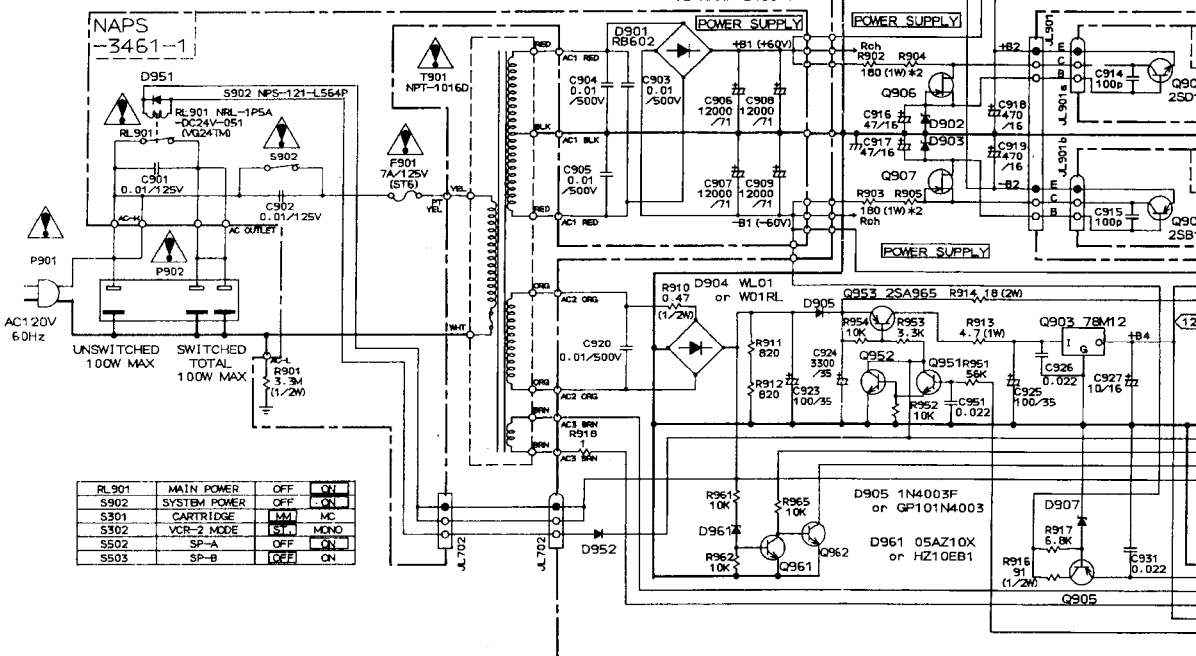 NAPS
-3461-1
D951
S902 NPS-121-L564P
RL901 NRL-1P5A
-DC24V-051
(VG24TM)
RL901
S902
C901
0.01/125V
C902
0.01/125V
AC-H
AC OUTLET
P901
P902
AC120V
60Hz
UNSWITCHED
100W MAX
SWITCHED
TOTAL
100W MAX
AC-L
R901
3.3M
(1/2W)
F901
7A/125V
(ST6)
T901
NPT-1016D
YEL
PT
YEL
WHT
RED
BLK
RED
ORG
ORG
BRN
BRN
AC1 RED
AC1 BLK
AC1 RED
AC2 ORG
AC2 ORG
AC3 BRN
R918
1
AC3 BRN
D901
RB602
C904
0.01
/500V
C903
0.01
/500V
C905
0.01
/500V
POWER SUPPLY
+B1 (+60V)
C906
12000
/71
C908
12000
/71
C907
12000
/71
C909
12000
/71
-B1 (-60V)
POWER SUPPLY
Rch
R902
R904
180 (1W)*2
Q906
C916
47/16
D902
C917
47/16
D903
Q907
R903
R905
180 (1W)*2
Rch
+B2
C918
470
/16
C919
470
/16
-B2
JL901
E
C
B
JL901a
C914
100p
2SD
JL901b
E
C
B
C915
100p
2SB
POWER SUPPLY
C920
0.01/500V
R910
0.47
(1/2W)
D904 WL01
or W01RL
D905
R911
820
R912
820
C923
100/35
C924
3300
/35
Q953 2SA965
R954
10K
R953
3.3K
Q952
Q951
R951
56K
R952
10K
C951
0.022
R914 18 (2W)
R913
4.7(1W)
C925
100/35
Q903 78M12
I
O
G
+B4
C926
0.022
C927
10/16
12
R961
10K
D961
R962
10K
R965
10K
Q961
Q962
D905 1N4003F
or GP101N4003
D961 05AZ10X
or HZ10EB1
D907
R917
6.8K
R916
91
(1/2W)
Q905
C931
0.022
D952
JL702
JL702
RL901 MAIN POWER OFF ON
S902 SYSTEM POWER OFF ON
S301 CARTRIDGE MM MC
S302 VCR-2 MODE ST. MONO
S502 SP-A OFF ON
S503 SP-B OFF ON